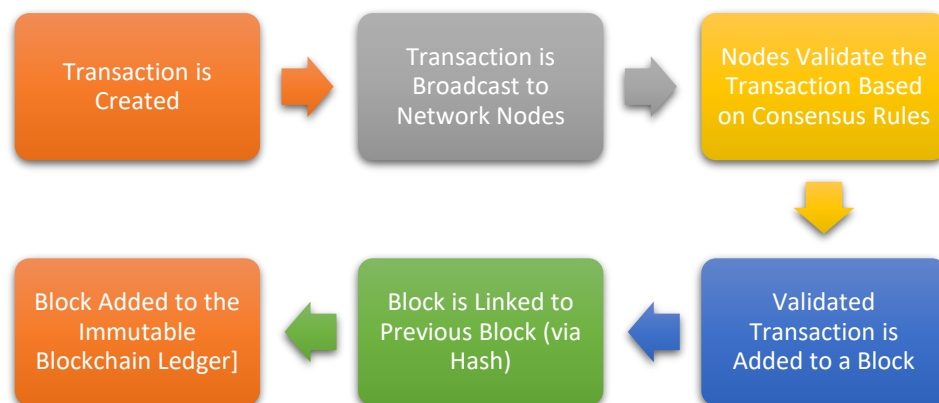 Transaction is
Created
Transaction is
Broadcast to
Network Nodes
Nodes Validate the
Transaction Based
on Consensus Rules
Validated
Transaction is
Added to a Block
Block is Linked to
Previous Block (via
Hash)
Block Added to the
Immutable
Blockchain Ledger]